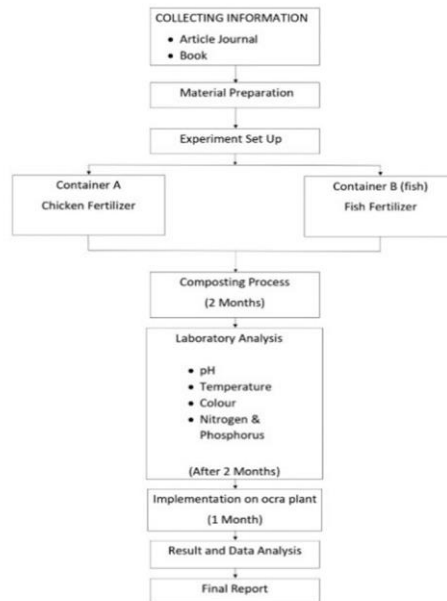 COLLECTING INFORMATION
• Article Journal
• Book
Material Preparation
Experiment Set Up
Container A
Chicken Fertilizer
Container B (fish)
Fish Fertilizer
Composting Process
(2 Months)
Laboratory Analysis
• pH
• Temperature
• Colour
• Nitrogen &
Phosphorus
(After 2 Months)
Implementation on ocra plant
(1 Month)
Result and Data Analysis
Final Report